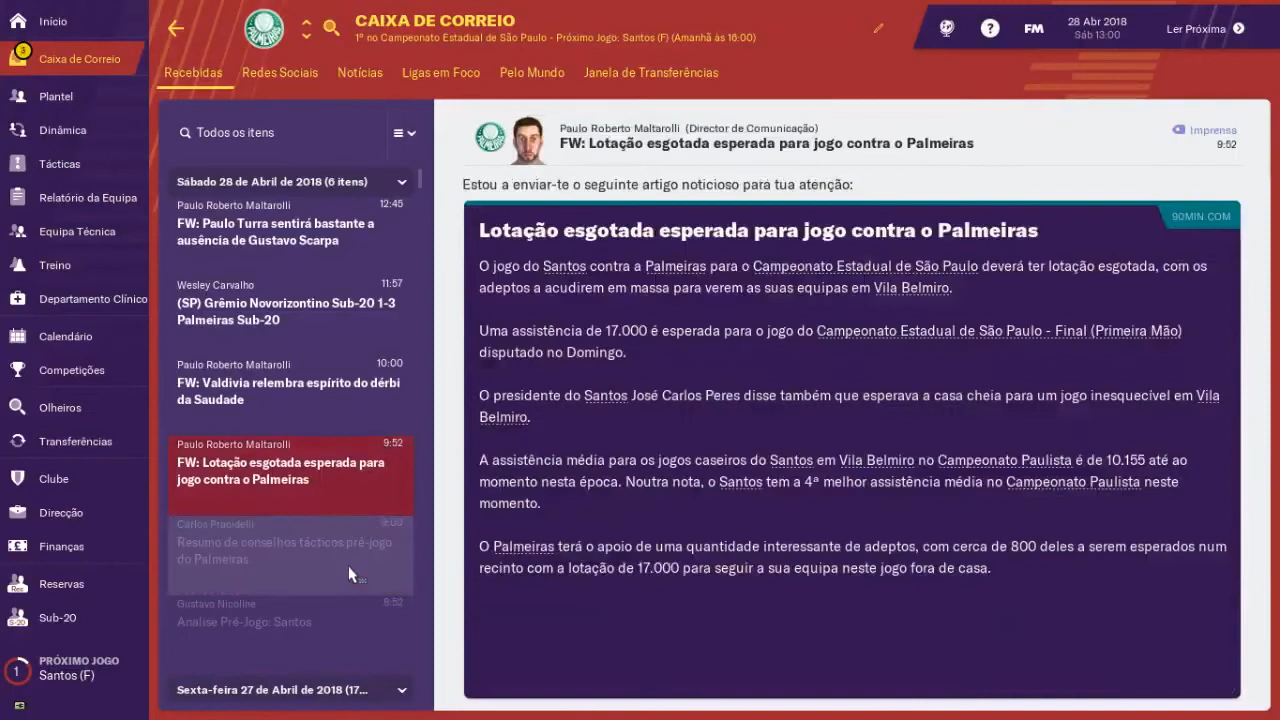 Início
3
Caixa de Correio
Plantel
Dinâmica
Tácticas
Relatório da Equipa
Equipa Técnica
Treino
Departamento Clínico
Calendário
Competições
Olheiros
Transferências
Clube
Direcção
Finanças
Reservas
Sub-20
1
PRÓXIMO JOGO
Santos (F)
PALMEIRAS
CAIXA DE CORREIO
1º no Campeonato Estadual de São Paulo - Próximo Jogo: Santos (F) (Amanhã às 16:00)
FM
28 Abr 2018
Sáb 13:00
Ler Próxima
Recebidas
Redes Sociais
Notícias
Ligas em Foco
Pelo Mundo
Janela de Transferências
Todos os itens
Sábado 28 de Abril de 2018 (6 itens)
Paulo Roberto Maltarolli 12:45
FW: Paulo Turra sentirá bastante a
ausência de Gustavo Scarpa
Wesley Carvalho 11:57
(SP) Grêmio Novorizontino Sub-20 1-3
Palmeiras Sub-20
Paulo Roberto Maltarolli 10:00
FW: Valdivia relembra espírito do dérbi
da Saudade
Paulo Roberto Maltarolli 9:52
FW: Lotação esgotada esperada para
jogo contra o Palmeiras
Carlos Pracidelli 9:00
Resumo de conselhos tácticos pré-jogo
do Palmeiras
Gustavo Nicoline 8:52
Análise Pré-Jogo: Santos
Sexta-feira 27 de Abril de 2018 (17...
Paulo Roberto Maltarolli (Director de Comunicação)
FW: Lotação esgotada esperada para jogo contra o Palmeiras
Imprensa
9:52
Estou a enviar-te o seguinte artigo noticioso para tua atenção:
90MIN.COM
Lotação esgotada esperada para jogo contra o Palmeiras
O jogo do Santos contra a Palmeiras para o Campeonato Estadual de São Paulo deverá ter lotação esgotada, com os
adeptos a acudirem em massa para verem as suas equipas em Vila Belmiro.
Uma assistência de 17.000 é esperada para o jogo do Campeonato Estadual de São Paulo - Final (Primeira Mão)
disputado no Domingo.
O presidente do Santos José Carlos Peres disse também que esperava a casa cheia para um jogo inesquecível em Vila
Belmiro.
A assistência média para os jogos caseiros do Santos em Vila Belmiro no Campeonato Paulista é de 10.155 até ao
momento nesta época. Noutra nota, o Santos tem a 4ª melhor assistência média no Campeonato Paulista neste
momento.
O Palmeiras terá o apoio de uma quantidade interessante de adeptos, com cerca de 800 deles a serem esperados num
recinto com a lotação de 17.000 para seguir a sua equipa neste jogo fora de casa.